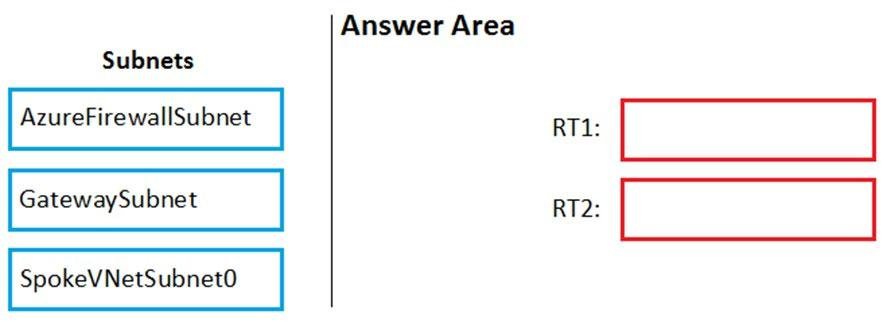 Answer Area
Subnets
AzureFirewallSubnet
RT1:
GatewaySubnet
RT2:
SpokeVNetSubnet0